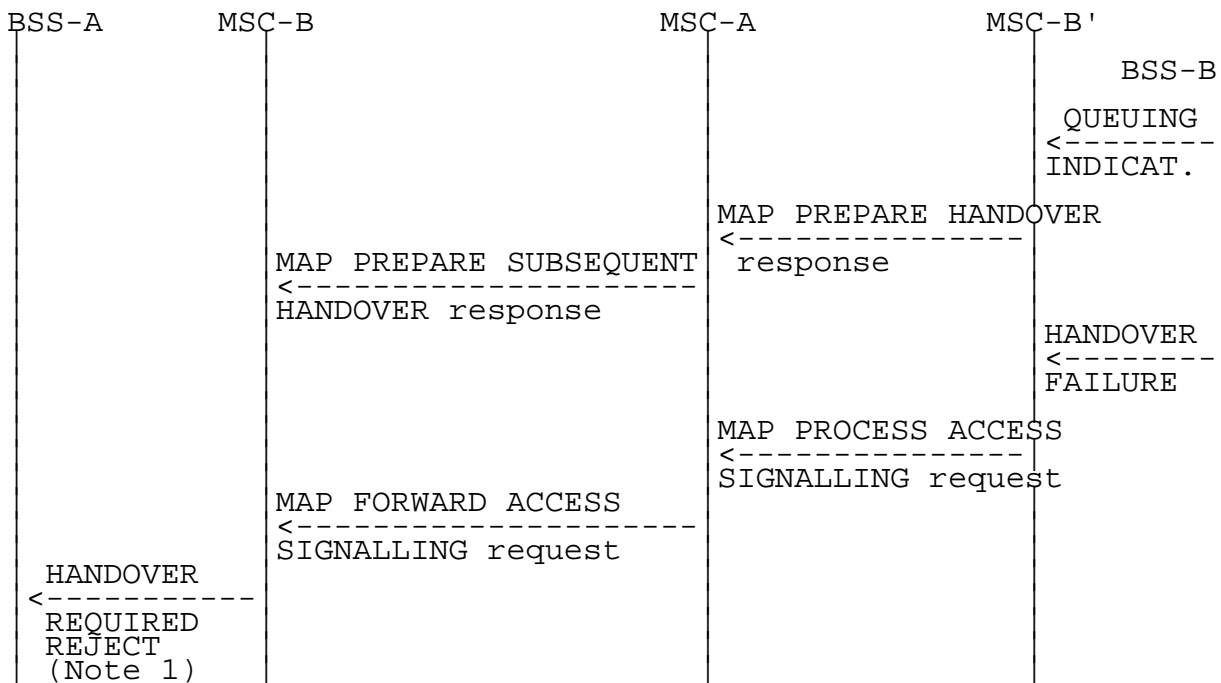 BSS-A MSC-B MSC-A MSC-B'
BSS-B
QUEUING
<--------
INDICAT.
MAP PREPARE HANDOVER
<---------------
response
MAP PREPARE SUBSEQUENT
<---------------------
HANDOVER response
HANDOVER
<--------
FAILURE
MAP PROCESS ACCESS
<---------------
SIGNALLING request
MAP FORWARD ACCESS
<---------------------
SIGNALLING request
HANDOVER
<-----------
REQUIRED
REJECT
(Note 1)